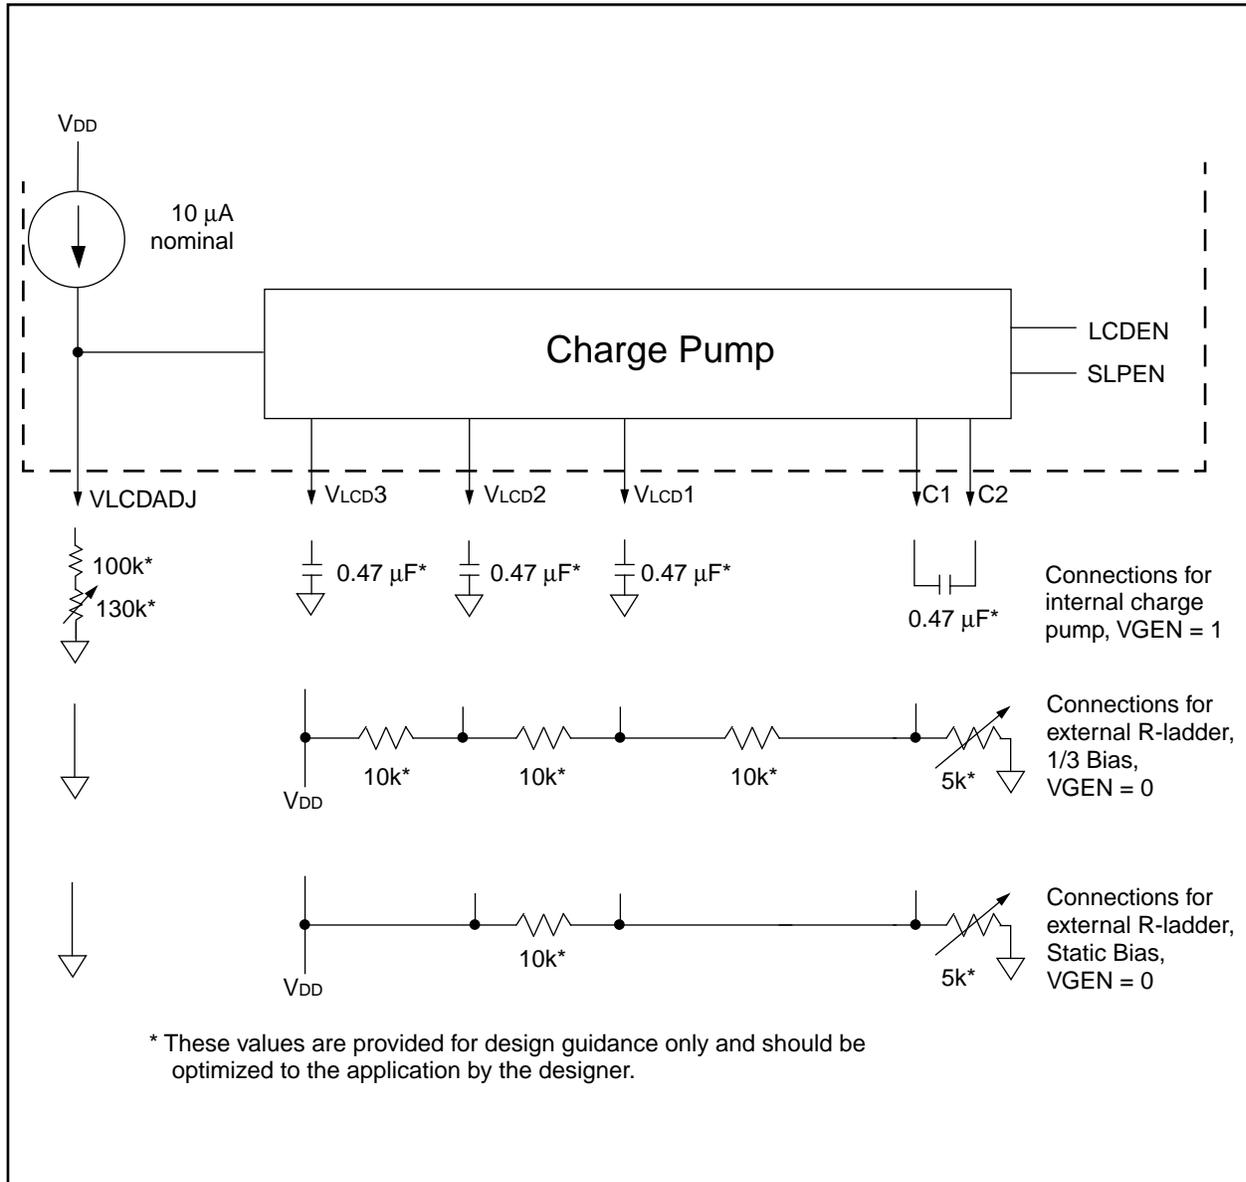 VDD
10 μA
nominal
Charge Pump
LCDEN
SLPEN
VLCDADJ
VLCD3
VLCD2
VLCD1
C1
C2
100k*
130k*
0.47 μF*
0.47 μF*
0.47 μF*
0.47 μF*
Connections for
internal charge
pump, VGEN = 1
VDD
10k*
10k*
10k*
5k*
Connections for
external R-ladder,
1/3 Bias,
VGEN = 0
VDD
10k*
5k*
Connections for
external R-ladder,
Static Bias,
VGEN = 0
* These values are provided for design guidance only and should be
optimized to the application by the designer.